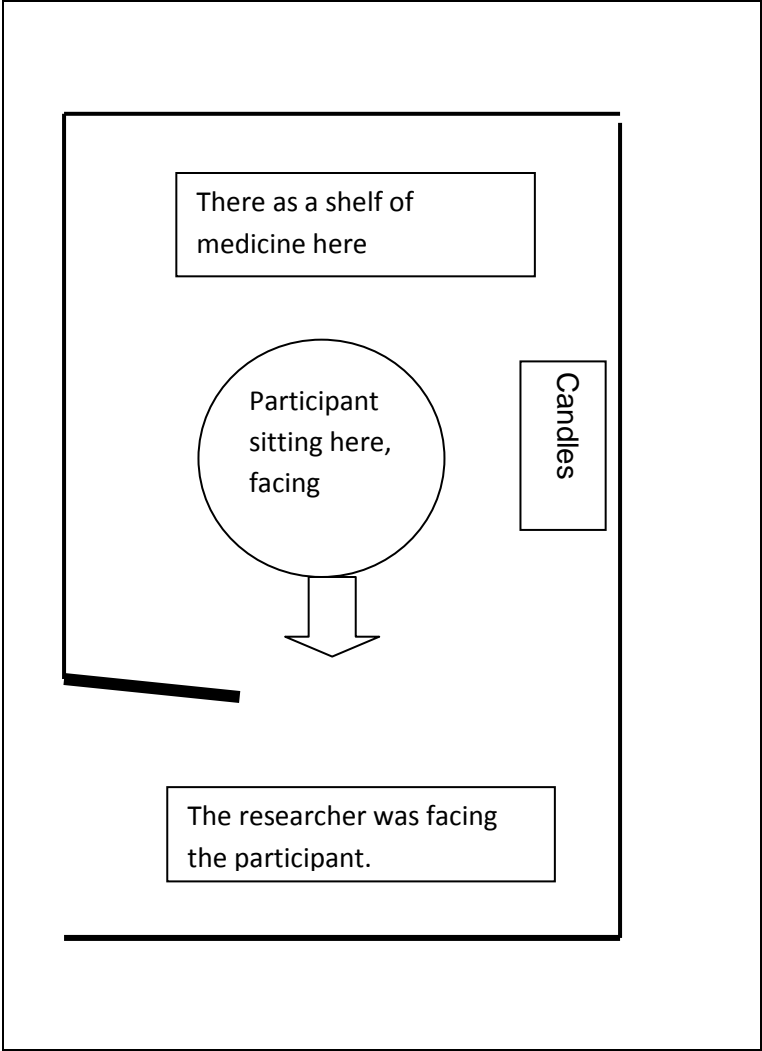 There as a shelf of
medicine here
Participant
sitting here,
facing
Candles
The researcher was facing
the participant.